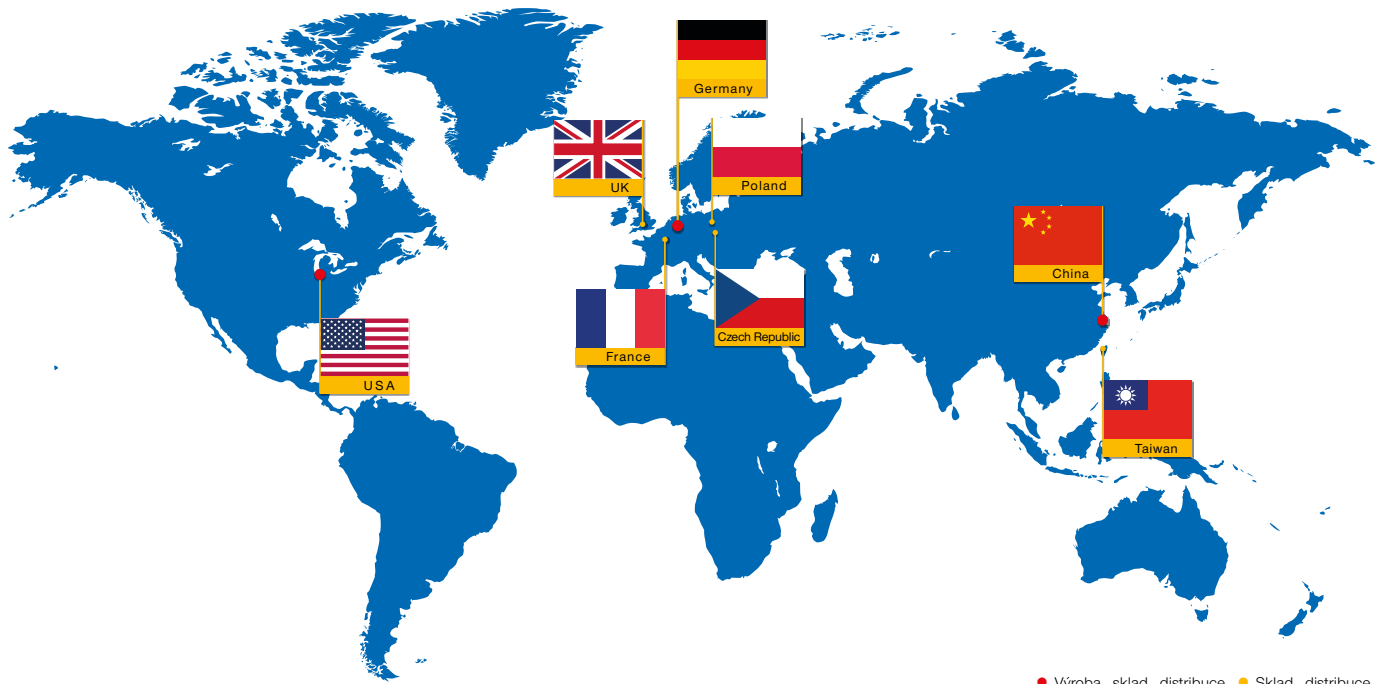 Germany
UK
Poland
China
Czech Republic
France
USA
Taiwan
Výroba sklad distribuce Sklad distribuce